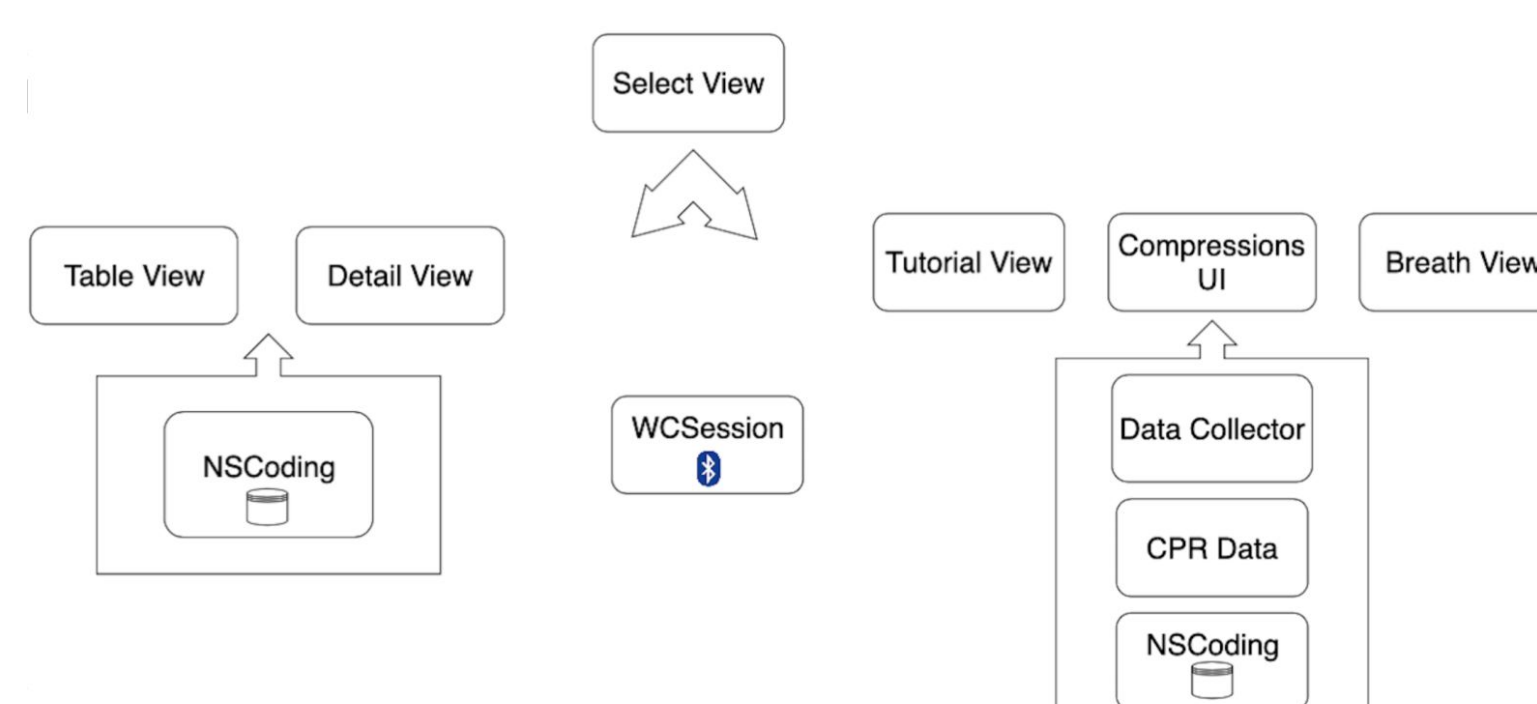 Select View
Table View
Detail View
Tutorial View
Compressions
UI
Breath View
NSCoding
WCSession
Data Collector
CPR Data
NSCoding